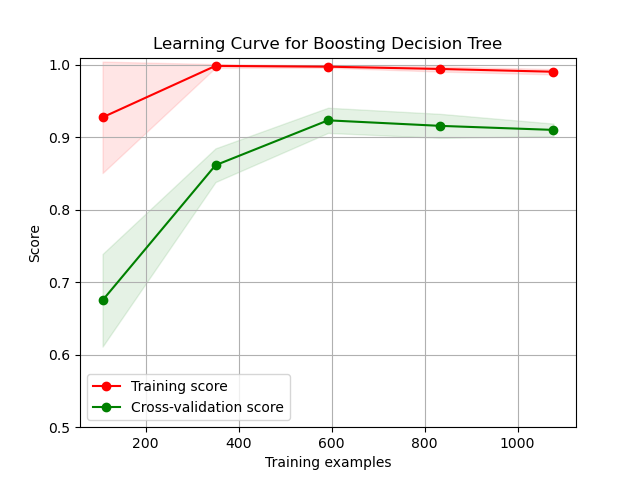 Learning Curve for Boosting Decision Tree
1.0
0.9
0.8
0.7
0.6
0.5
Score
Training score
Cross-validation score
200
400
600
800
1000
Training examples